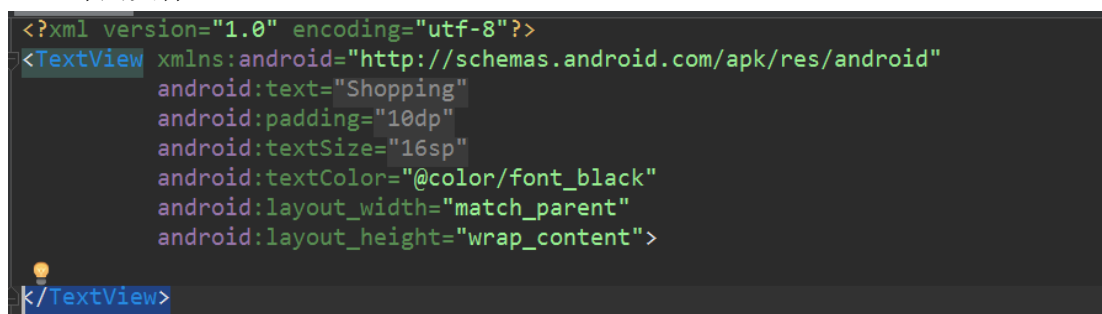 <?xml version="1.0" encoding="utf-8"?>
<TextView xmlns:android="http://schemas.android.com/apk/res/android"
android:text="Shopping"
android:padding="10dp"
android:textSize="16sp"
android:textColor="@color/font_black"
android:layout_width="match_parent"
android:layout_height="wrap_content">
</TextView>